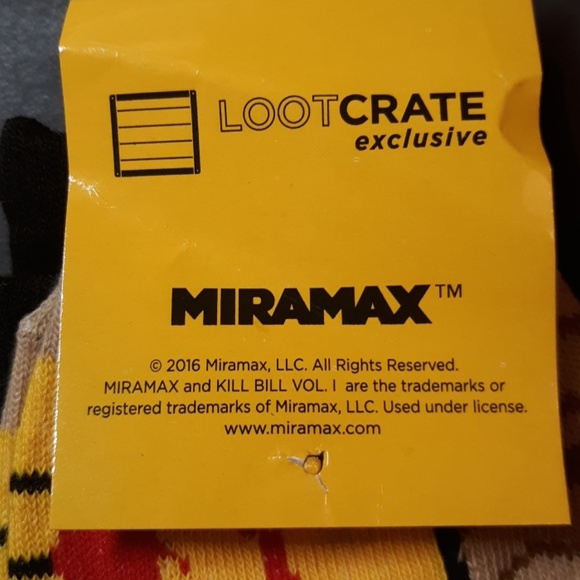 LOOTCRATE
exclusive
MIRAMAX™
© 2016 Miramax, LLC. All Rights Reserved.
MIRAMAX and KILL BILL VOL. I are the trademarks or
registered trademarks of Miramax, LLC. Used under license.
www.miramax.com